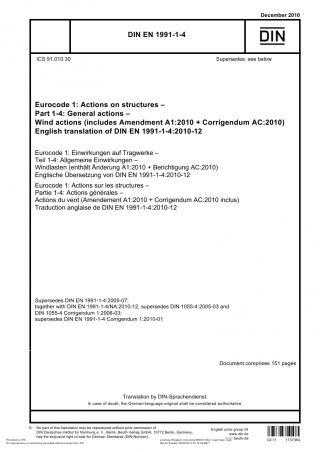 December 2010
DIN EN 1991-1-4
DIN
ICS 91.010.30
Supersedes: see below
Eurocode 1: Actions on structures –
Part 1-4: General actions –
Wind actions (includes Amendment A1:2010 + Corrigendum AC:2010)
English translation of DIN EN 1991-1-4:2010-12
Eurocode 1: Einwirkungen auf Tragwerke –
Teil 1-4: Allgemeine Einwirkungen –
Windlasten (enthält Änderung A1:2010 + Berichtigung AC:2010)
Englische Übersetzung von DIN EN 1991-1-4:2010-12
Eurocode 1: Actions sur les structures –
Partie 1-4: Actions générales –
Actions du vent (Amendement A1:2010 + Corrigendum AC:2010 inclus)
Traduction anglaise de DIN EN 1991-1-4:2010-12
Supersedes DIN EN 1991-1-4:2005-07;
together with DIN EN 1991-1-4/NA:2010-12, supersedes DIN 1055-4:2005-03 and
DIN 1055-4 Corrigendum 1:2006-03;
supersedes DIN EN 1991-1-4 Corrigendum 1:2010-01
Document comprises 151 pages
Translation by DIN-Sprachendienst.
In case of doubt, the German-language original shall be considered authoritative.
© No part of this translation may be reproduced without prior permission of
DIN Deutsches Institut für Normung e. V., Berlin. Beuth Verlag GmbH, 10772 Berlin, Germany,
has the exclusive right of sale for German Standards (DIN-Normen).
English price group 34
www.din.de
www.beuth.de
02.11